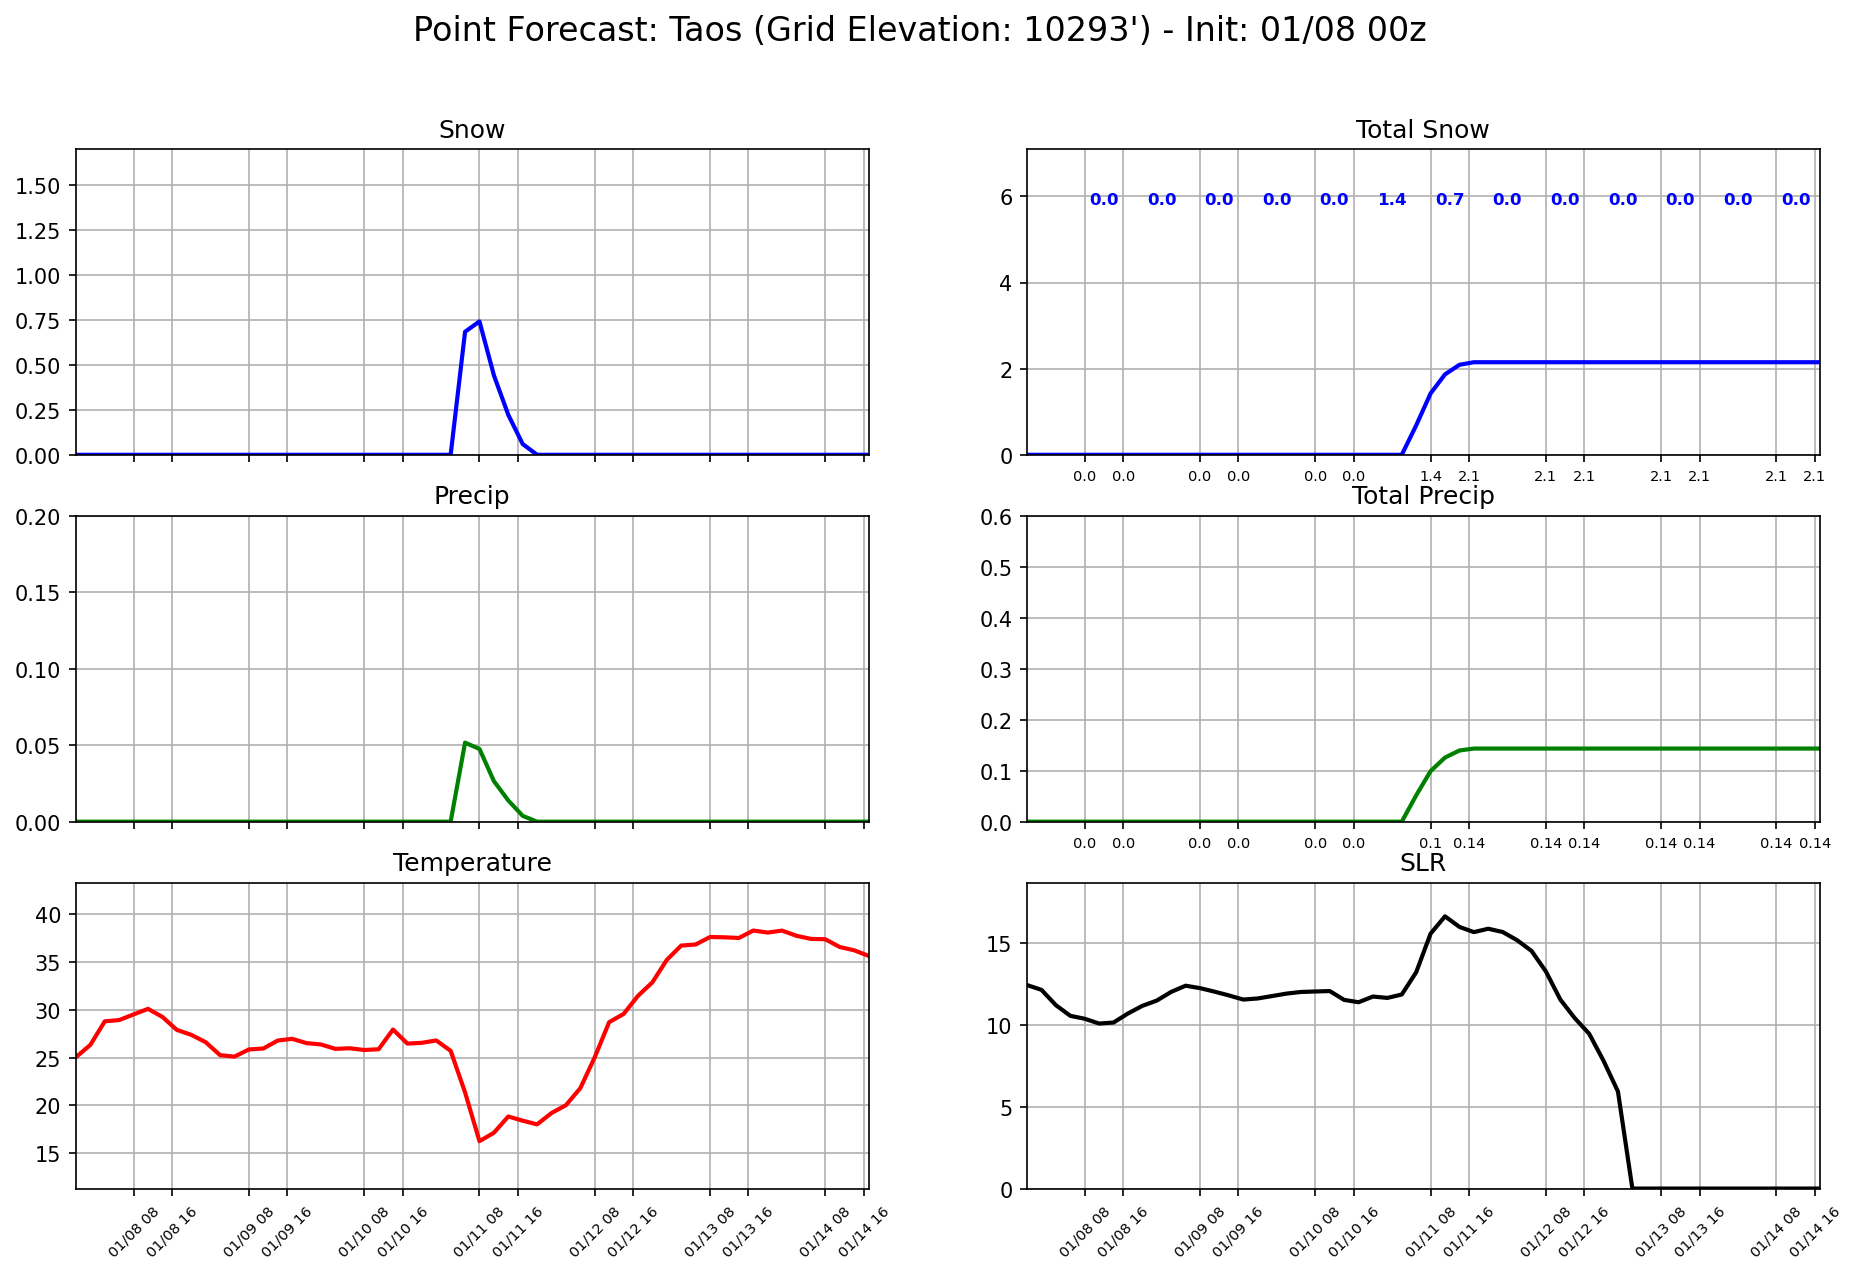 Point Forecast: Taos (Grid Elevation: 10293') - Init: 01/08 00z
Snow
1.50
1.25
1.00
0.75
0.50
0.25
0.00
Total Snow
6
4
2
0
0.0 0.0 0.0 0.0 0.0 1.4 0.7 0.0 0.0 0.0 0.0 0.0 0.0
0.0 0.0 0.0 0.0 0.0 0.0 1.4 2.1 2.1 2.1 2.1 2.1 2.1 2.1
Precip
0.20
0.15
0.10
0.05
0.00
Total Precip
0.6
0.5
0.4
0.3
0.2
0.1
0.0
0.0 0.0 0.0 0.0 0.0 0.0 0.1 0.14 0.14 0.14 0.14 0.14 0.14 0.14
Temperature
40
35
30
25
20
15
01/08 08 01/08 16 01/09 08 01/09 16 01/10 08 01/10 16 01/11 08 01/11 16 01/12 08 01/12 16 01/13 08 01/13 16 01/14 08 01/14 16
SLR
15
10
5
0
01/08 08 01/08 16 01/09 08 01/09 16 01/10 08 01/10 16 01/11 08 01/11 16 01/12 08 01/12 16 01/13 08 01/13 16 01/14 08 01/14 16